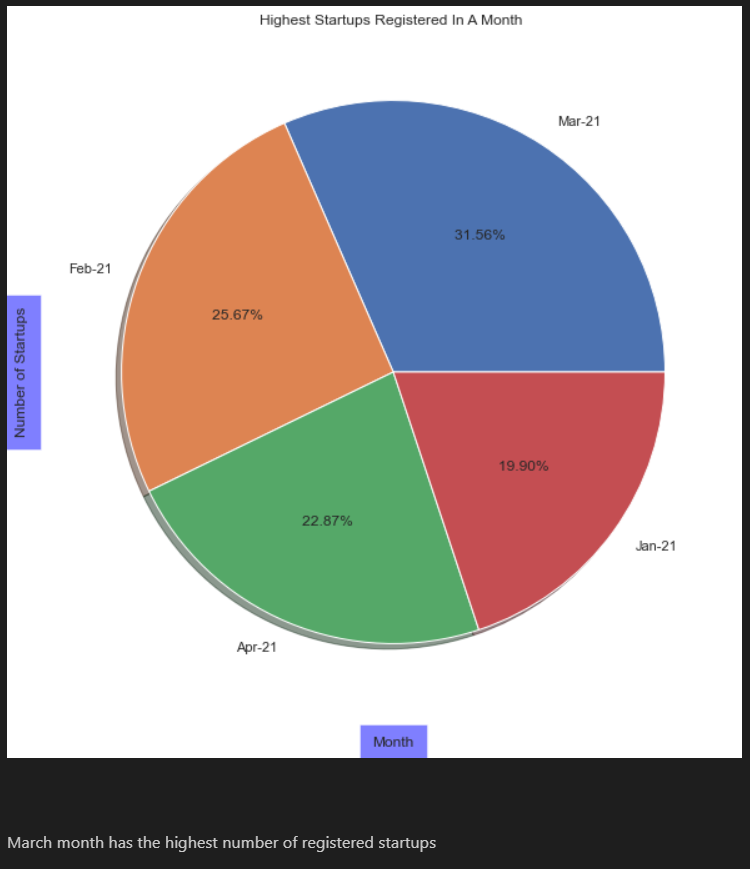 Highest Startups Registered In A Month
Mar-21
31.56%
Feb-21
25.67%
Number of Startups
19.90%
22.87%
Jan-21
Apr-21
Month
March month has the highest number of registered startups